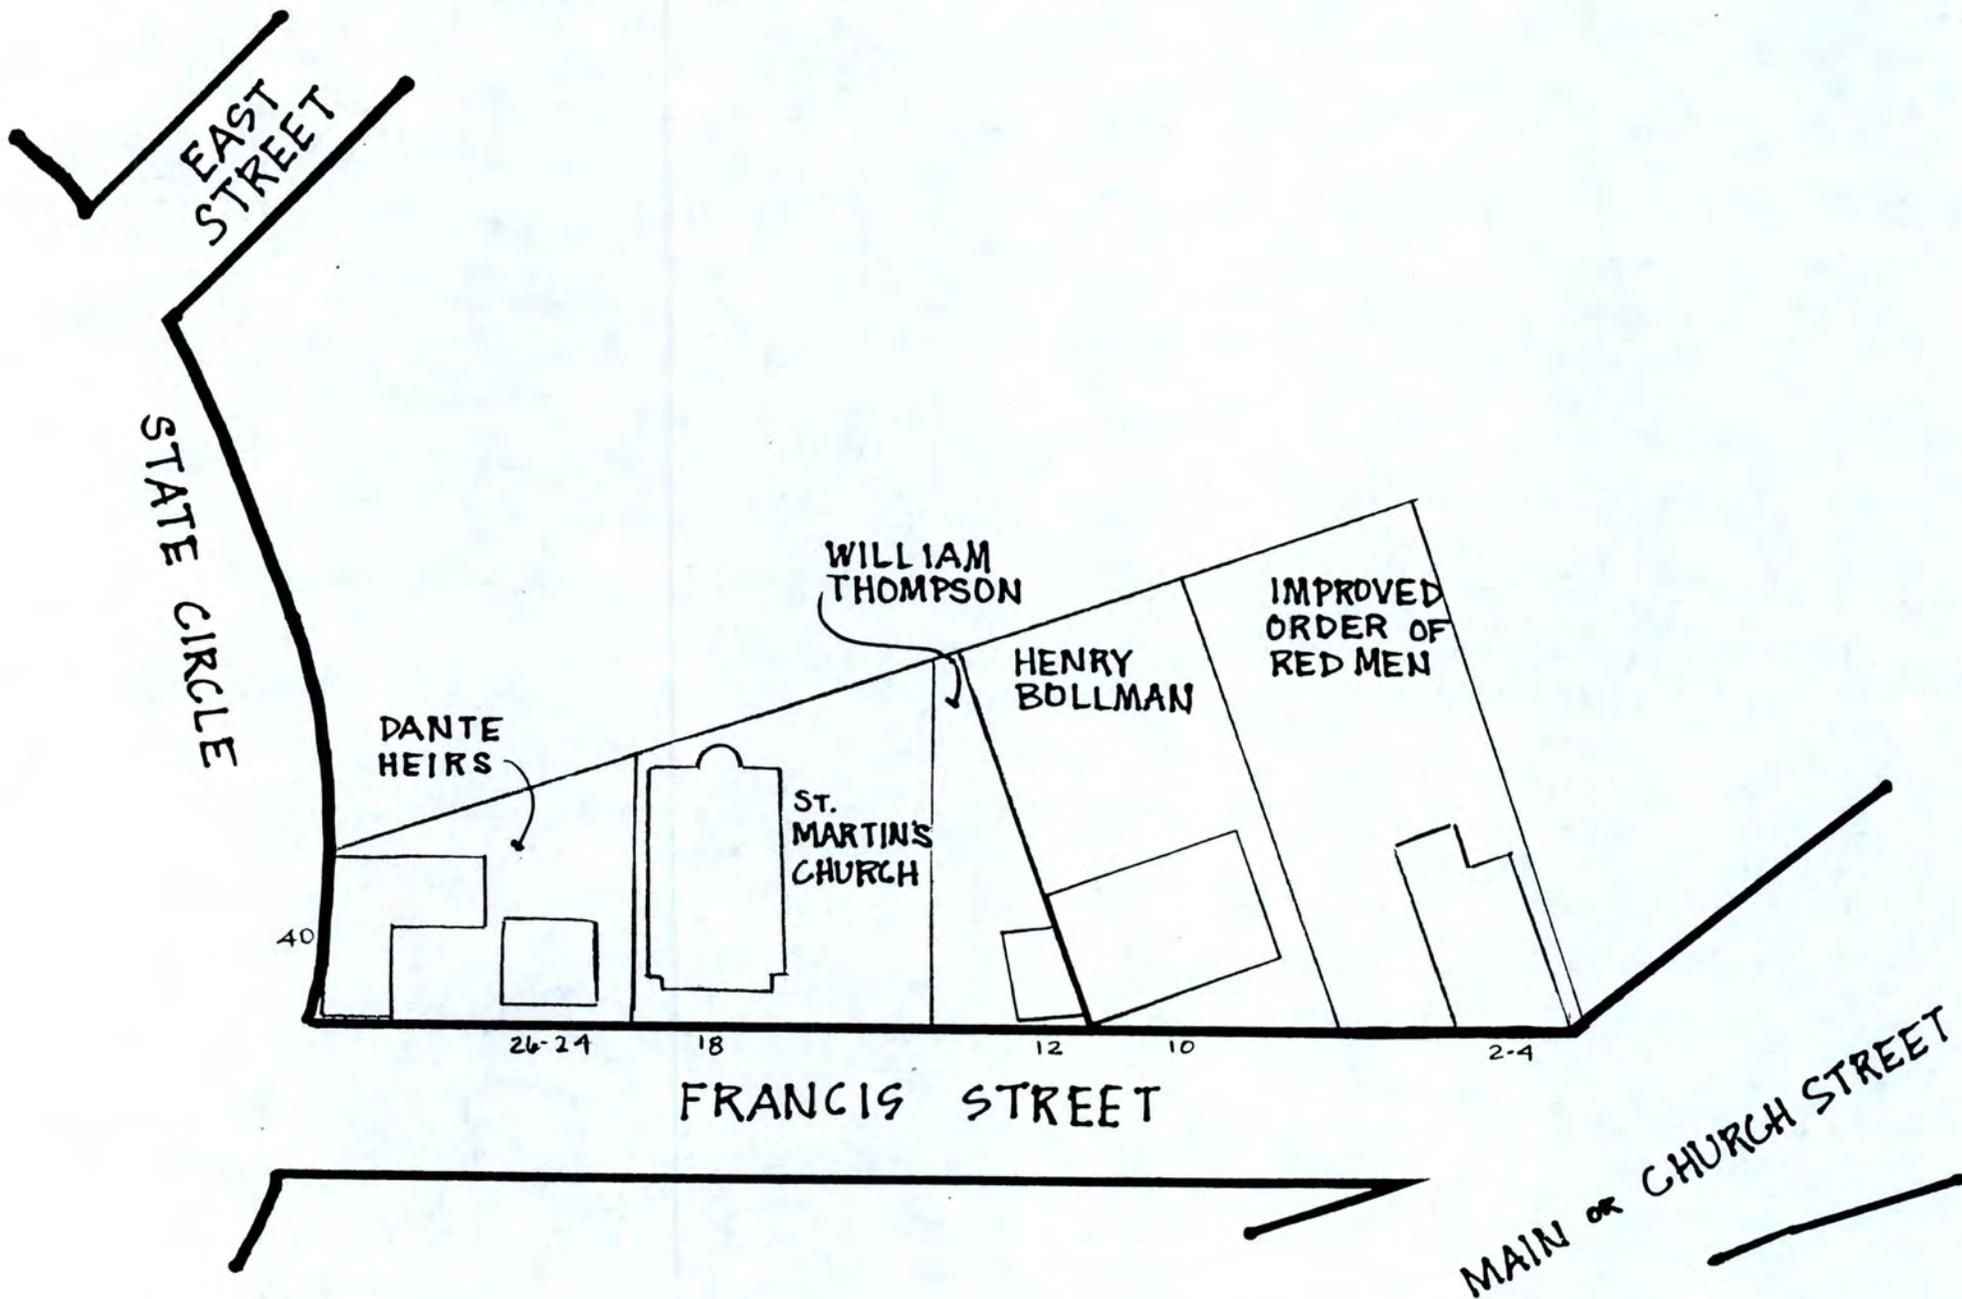 EAST
STREET
STATE CIRCLE
WILLIAM
THOMPSON
IMPROVED
ORDER OF
RED MEN
HENRY
BOLLMAN
DANTE
HEIRS
ST.
MARTIN'S
CHURCH
40
26-24
18
12
10
2-4
FRANCIS STREET
MAIN OR CHURCH STREET